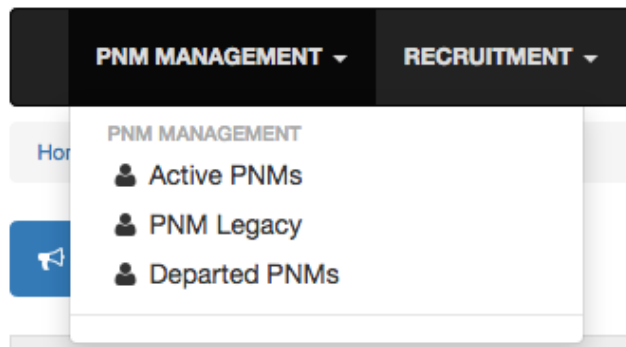 PNM MANAGEMENT RECRUITMENT
PNM MANAGEMENT
Active PNMs
PNM Legacy
Departed PNMs